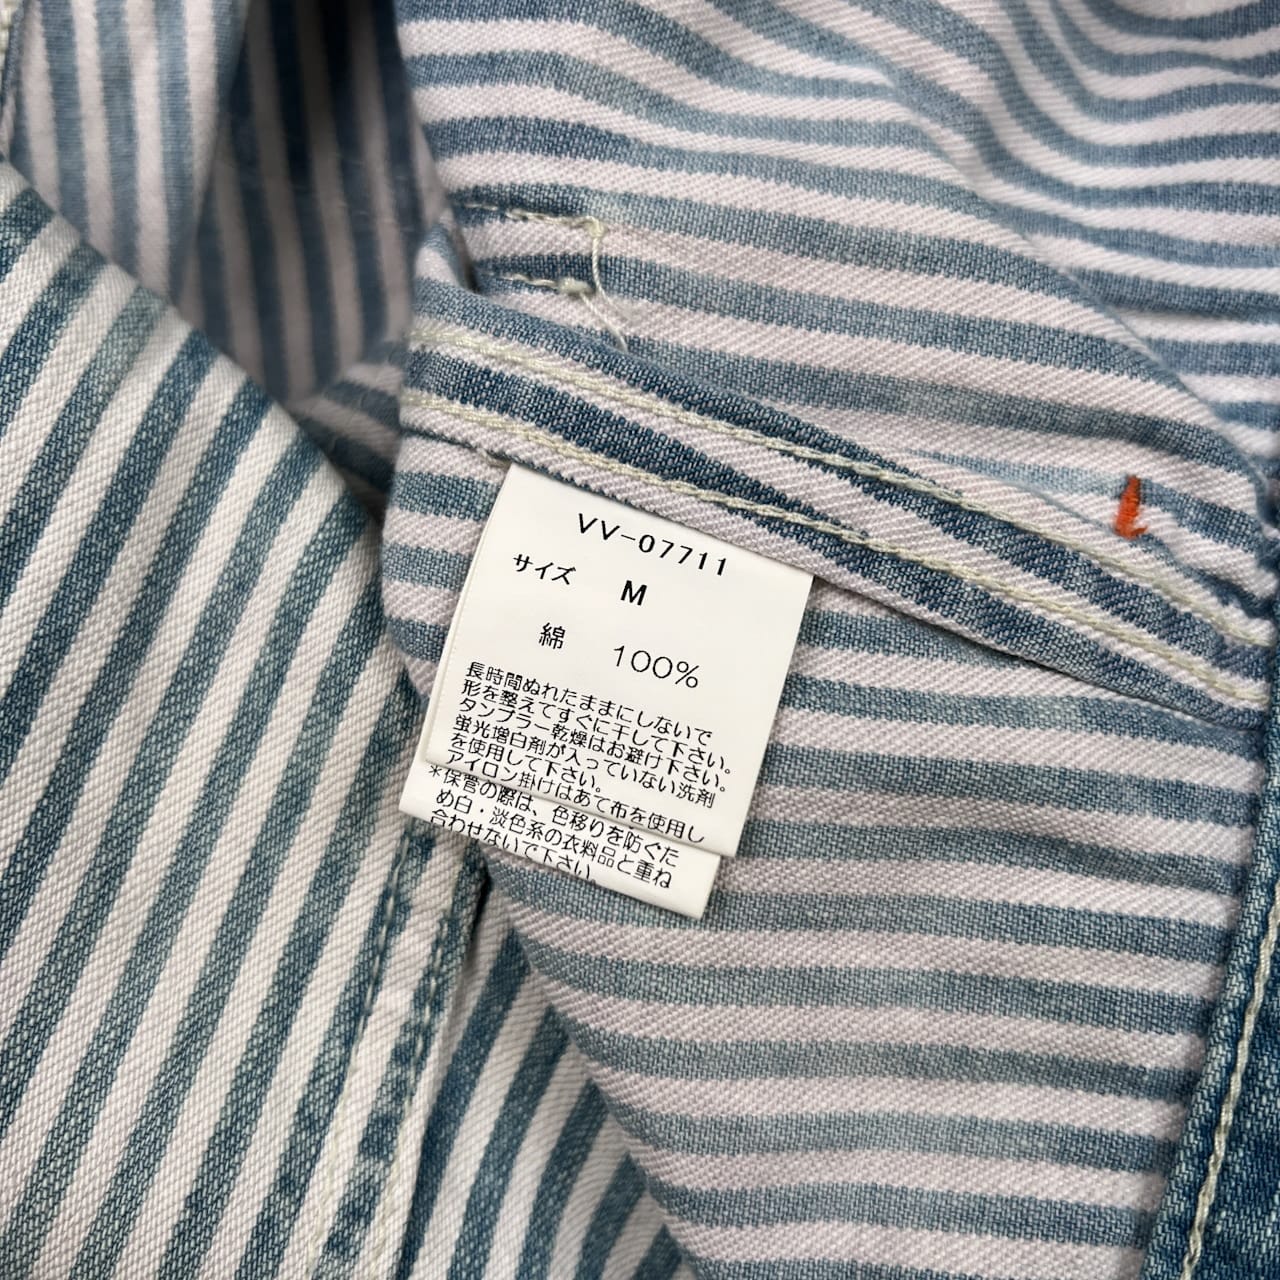 VV-07711
サイズ M
綿 100%
長時間ぬれたままにしないで
形を整えてすぐに干して下さい。
タンブラー乾燥はお避け下さい。
蛍光増白剤が入っていない洗剤
を使用して下さい。
アイロン掛けはあて布を使用し
*保管の際は、色移りを防ぐた
め白・淡色系の衣料品と重ね
合わせないで下さい